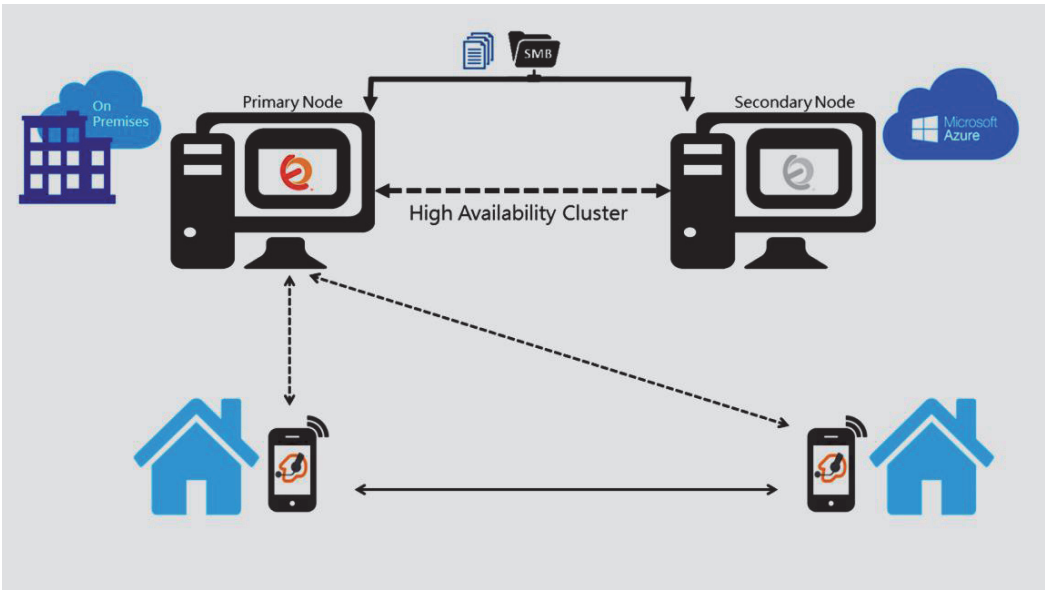 SMB
Primary Node
Secondary Node
On
Premises
Microsoft
Azure
High Availability Cluster